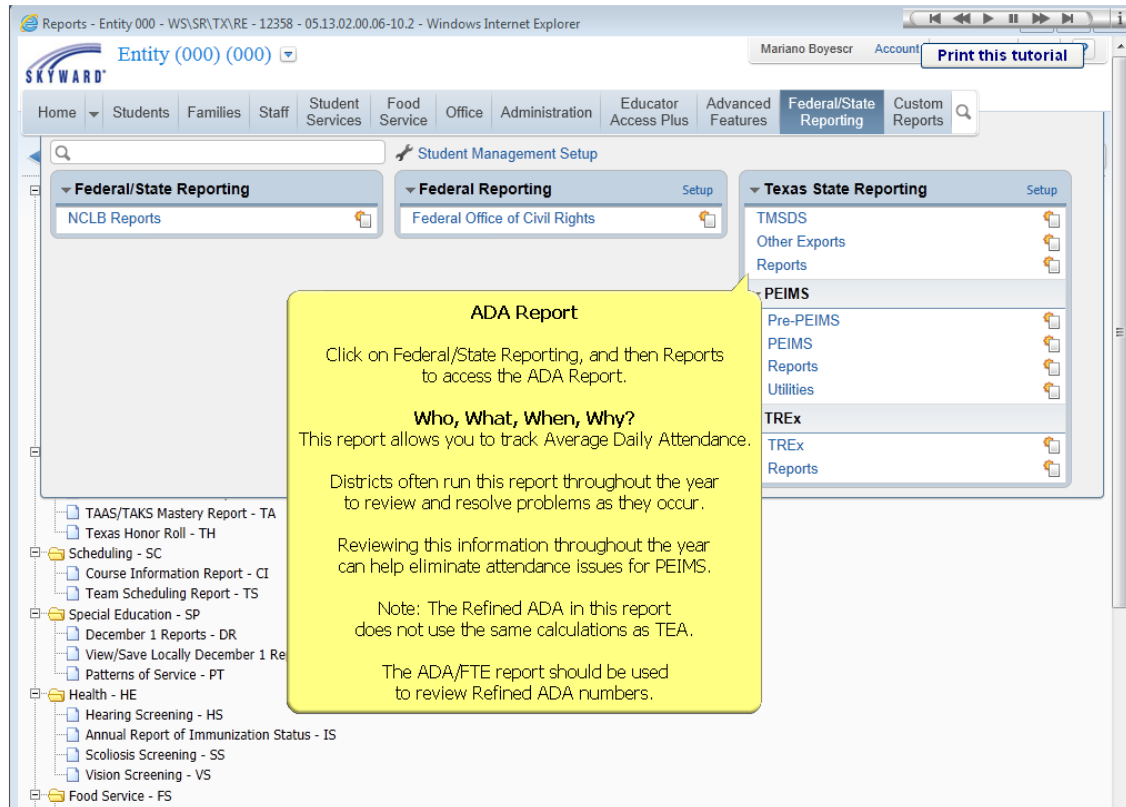 Reports - Entity 000 - WS\SR\TX\RE - 12358 - 05.13.02.00.06-10.2 - Windows Internet Explorer
SKYWARD
Entity (000) (000)
Mariano Boyescr Account
Print this tutorial
?
Home Students Families Staff Student Services Food Service Office Administration Educator Access Plus Advanced Features Federal/State Reporting Custom Reports
Student Management Setup
Federal/State Reporting
NCLB Reports
Federal Reporting Setup
Federal Office of Civil Rights
Texas State Reporting Setup
TMSDS
Other Exports
Reports
PEIMS
Pre-PEIMS
PEIMS
Reports
Utilities
TREx
TREx
Reports
ADA Report
Click on Federal/State Reporting, and then Reports
to access the ADA Report.
Who, What, When, Why?
This report allows you to track Average Daily Attendance.
Districts often run this report throughout the year
to review and resolve problems as they occur.
Reviewing this information throughout the year
can help eliminate attendance issues for PEIMS.
Note: The Refined ADA in this report
does not use the same calculations as TEA.
The ADA/FTE report should be used
to review Refined ADA numbers.
TAAS/TAKS Mastery Report - TA
Texas Honor Roll - TH
Scheduling - SC
Course Information Report - CI
Team Scheduling Report - TS
Special Education - SP
December 1 Reports - DR
View/Save Locally December 1 Re
Patterns of Service - PT
Health - HE
Hearing Screening - HS
Annual Report of Immunization Status - IS
Scoliosis Screening - SS
Vision Screening - VS
Food Service - FS